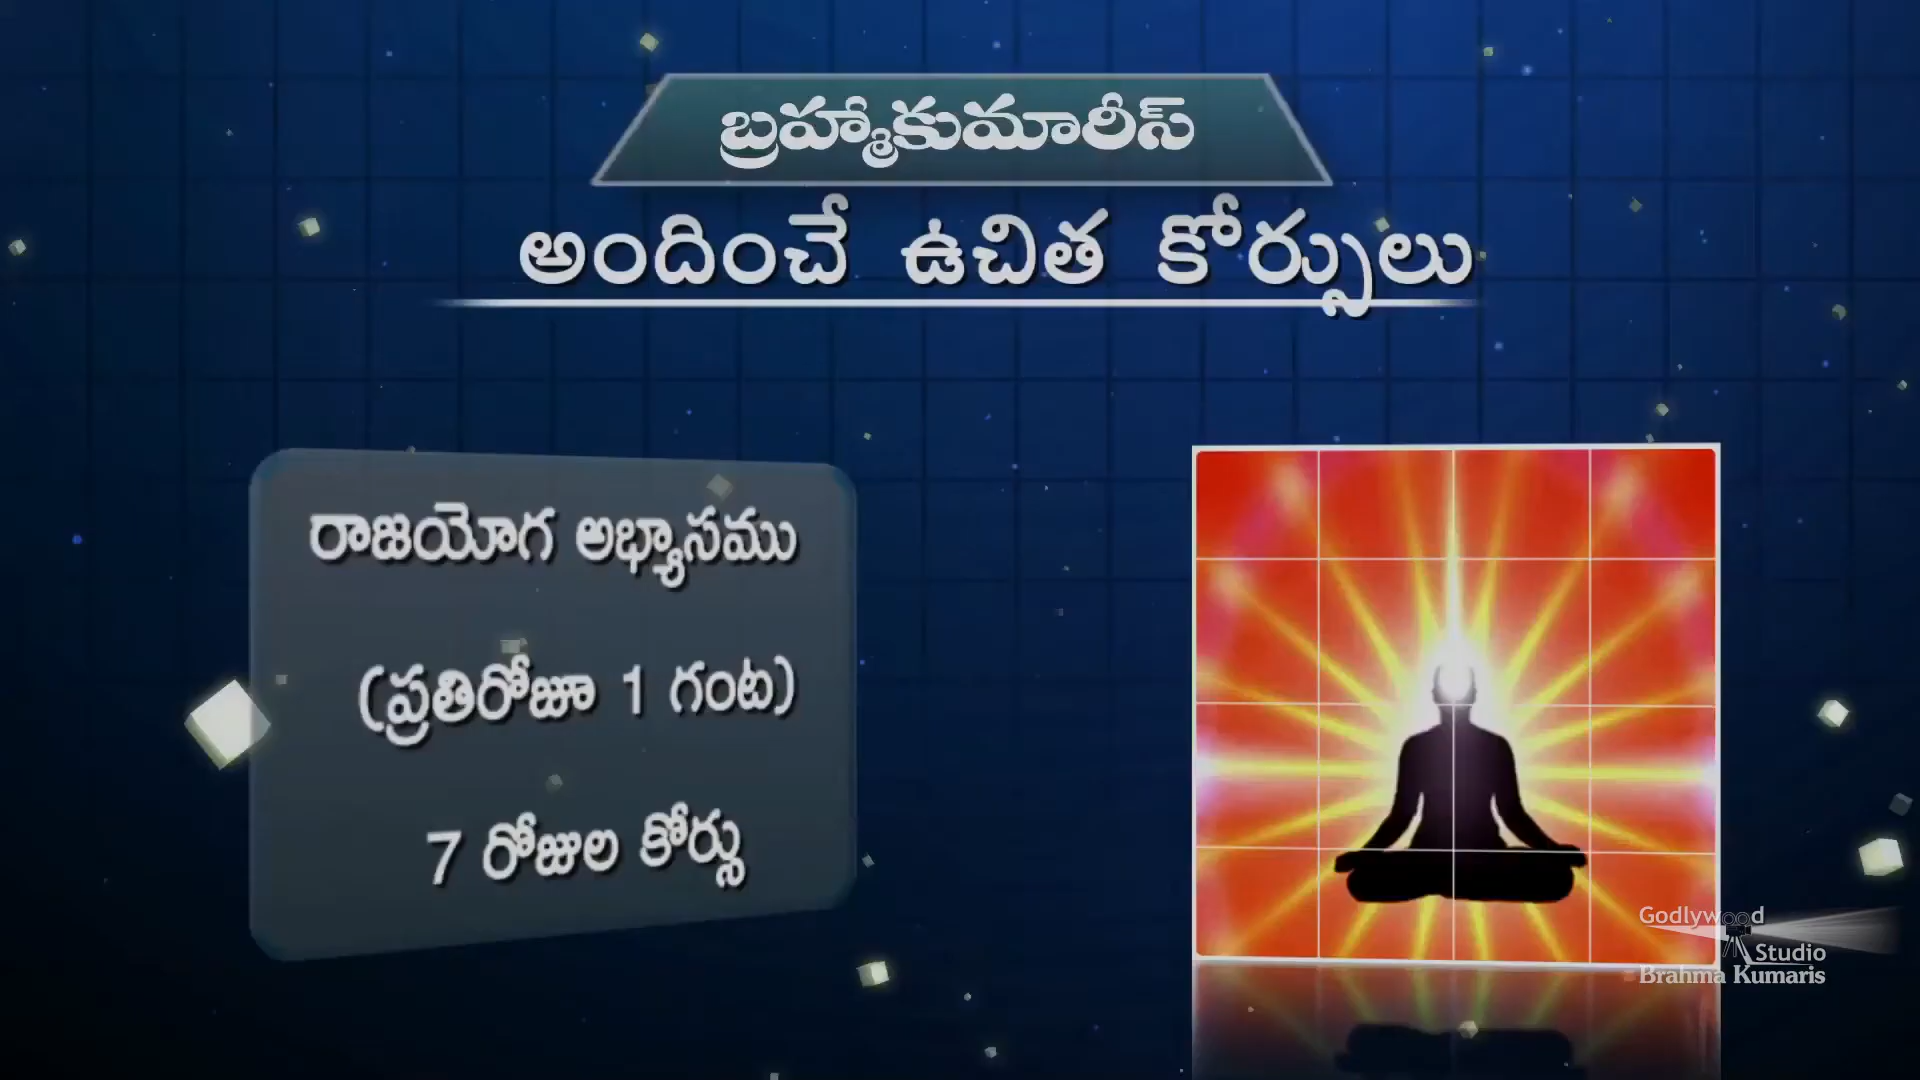 బ్రహ్మాకుమారీస్
అందించే ఉచిత కోర్సులు
రాజయోగ అభ్యాసము
(ప్రతిరోజూ 1 గంట)
7 రోజుల కోర్సు
Godlywood
Studio
Brahma Kumaris